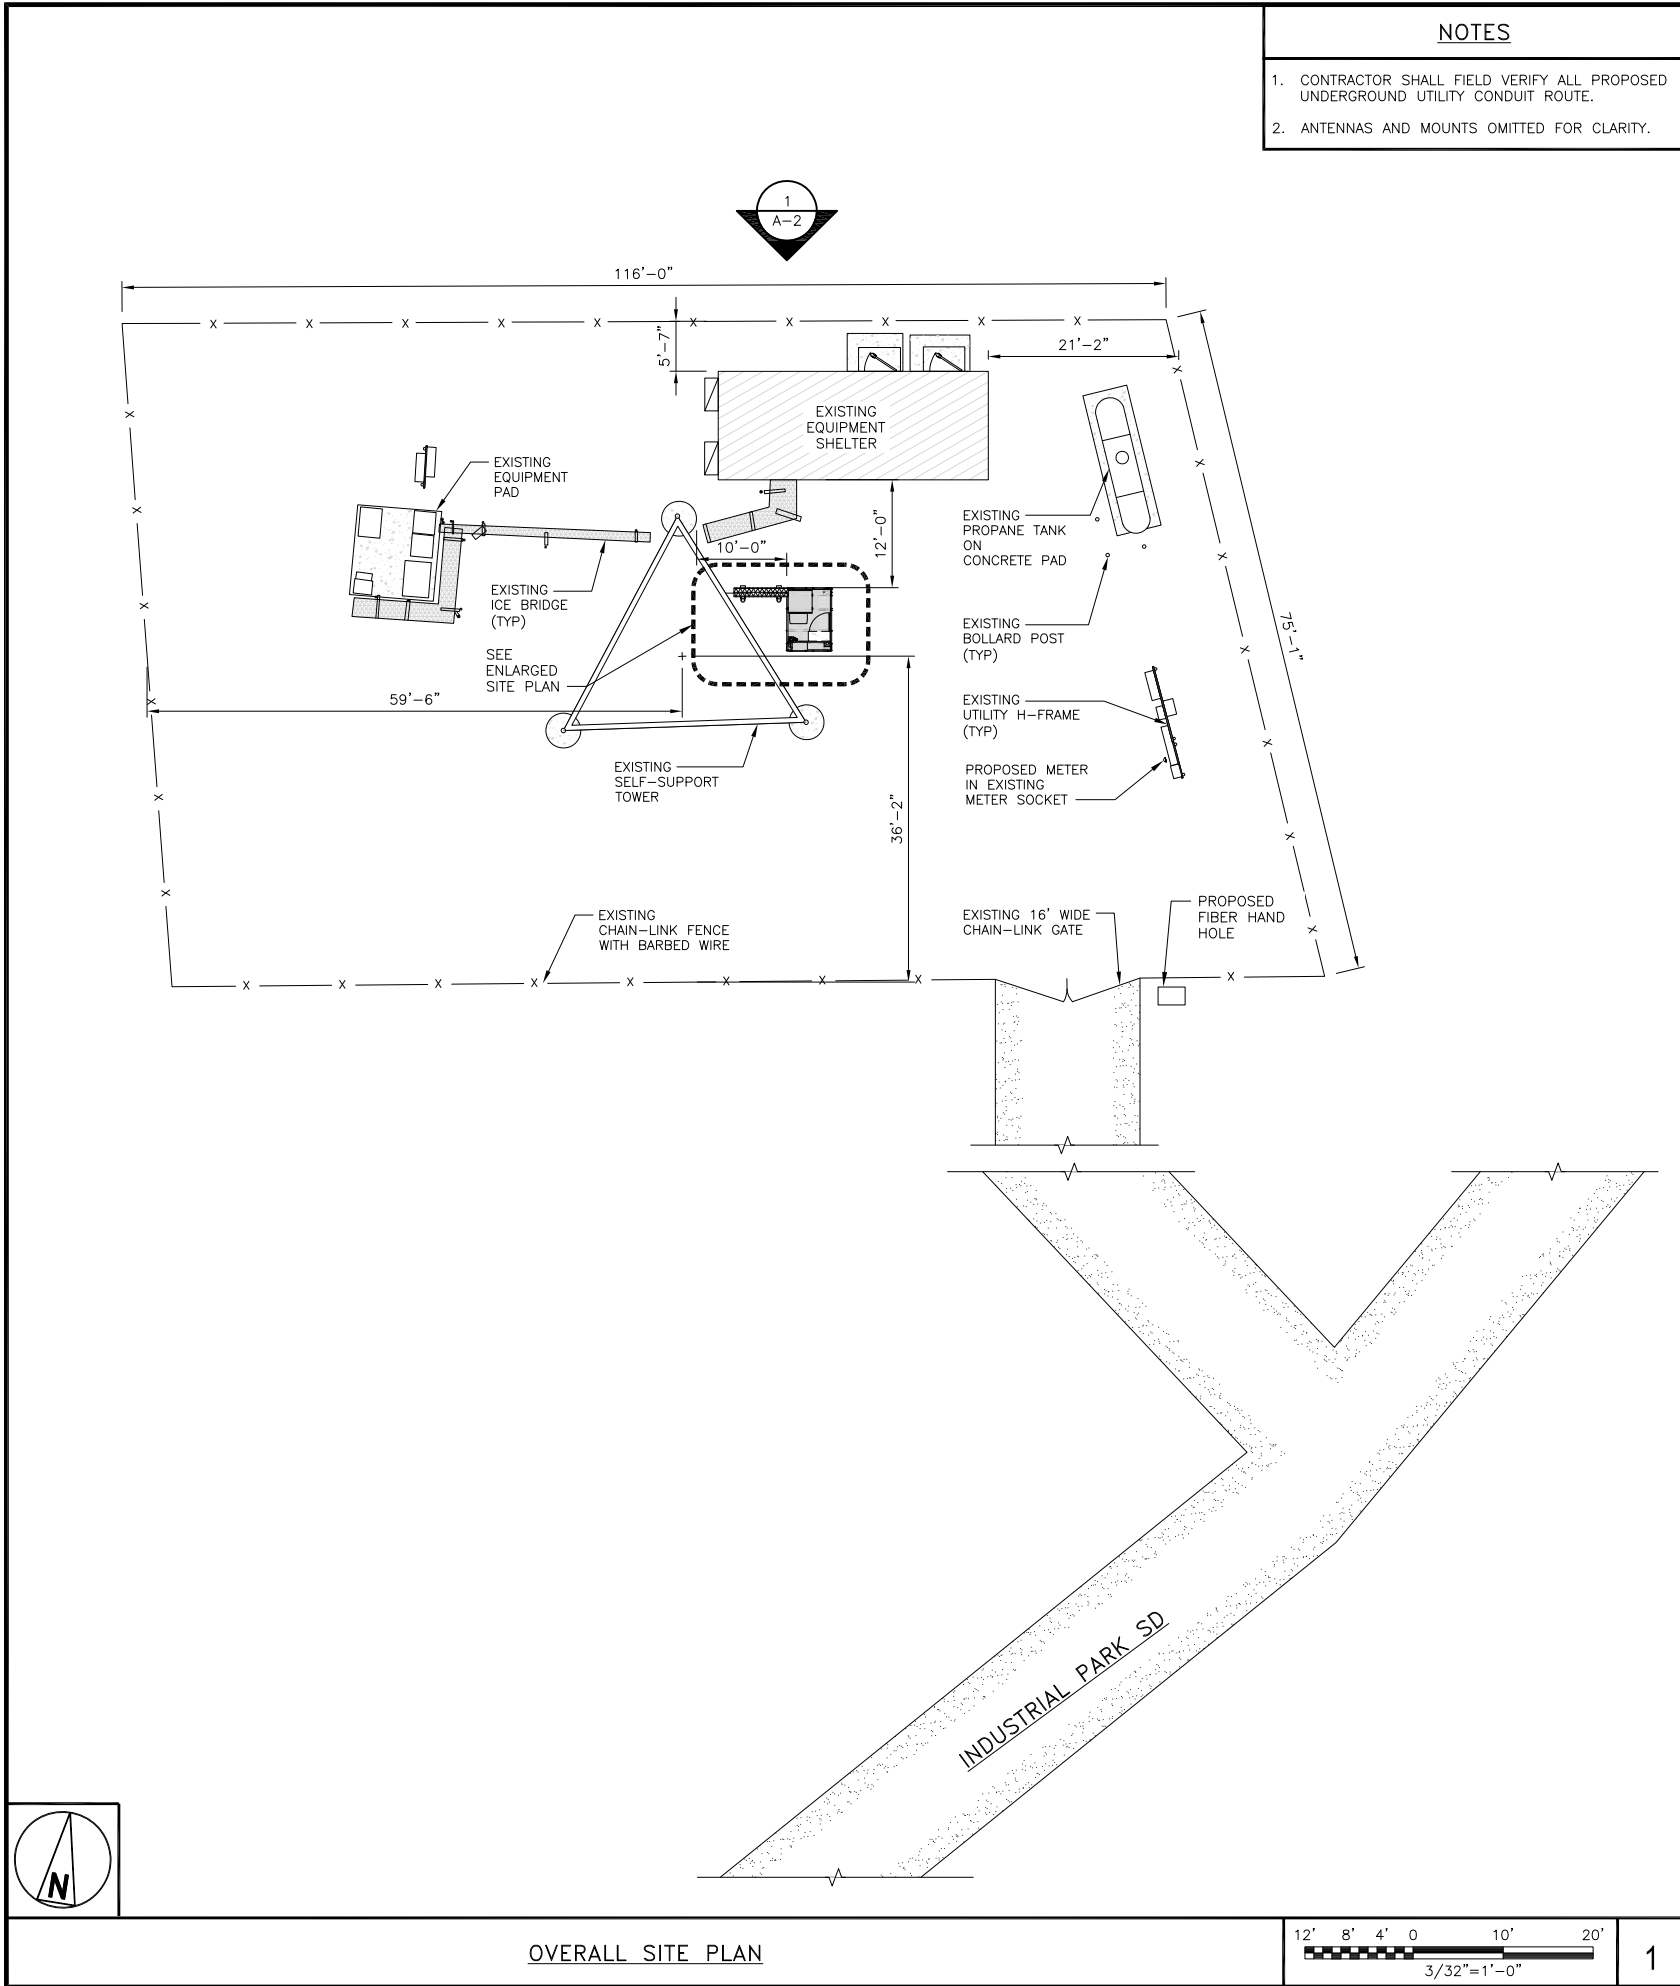 NOTES
1. CONTRACTOR SHALL FIELD VERIFY ALL PROPOSED
UNDERGROUND UTILITY CONDUIT ROUTE.
2. ANTENNAS AND MOUNTS OMITTED FOR CLARITY.
1
A-2
116'-0"
X X X X X X X X X X
5'-7"
21'-2"
EXISTING
EQUIPMENT
SHELTER
EXISTING
EQUIPMENT
PAD
EXISTING
PROPANE TANK
ON
CONCRETE PAD
12'-0"
10'-0"
EXISTING
ICE BRIDGE
(TYP)
EXISTING
BOLLARD POST
(TYP)
75'-1"
SEE
ENLARGED
SITE PLAN
59'-6"
EXISTING
UTILITY H-FRAME
(TYP)
EXISTING
SELF-SUPPORT
TOWER
PROPOSED METER
IN EXISTING
METER SOCKET
36'-2"
X
X
X
X
X
X
X
X
X
X
X
X
X
EXISTING
CHAIN-LINK FENCE
WITH BARBED WIRE
EXISTING 16' WIDE
CHAIN-LINK GATE
PROPOSED
FIBER HAND
HOLE
X X X X X X X X X
INDUSTRIAL PARK SD
N
OVERALL SITE PLAN
12' 8' 4' 0 10' 20'
3/32"=1'-0"
1